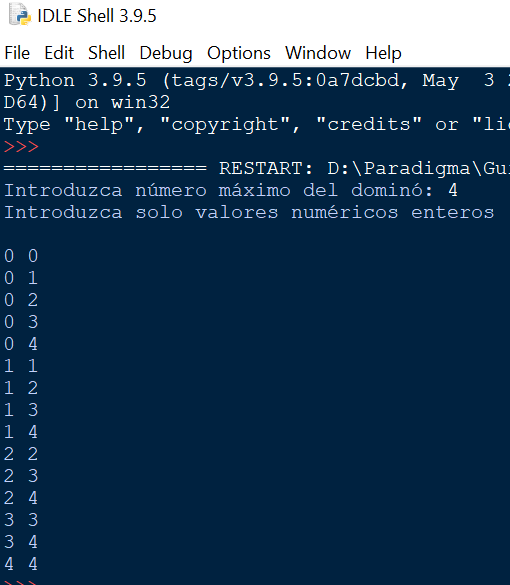 IDLE Shell 3.9.5
File Edit Shell Debug Options Window Help
Python 3.9.5 (tags/v3.9.5:0a7dcbd, May 3
D64)] on win32
Type "help", "copyright", "credits" or
>>>
================= RESTART: D:\Paradigma\
Introduzca número máximo del dominó: 4
Introduzca solo valores numéricos enteros
0 0
0 1
0 2
0 3
0 4
1 1
1 2
1 3
1 4
2 2
2 3
2 4
3 3
3 4
4 4
>>>